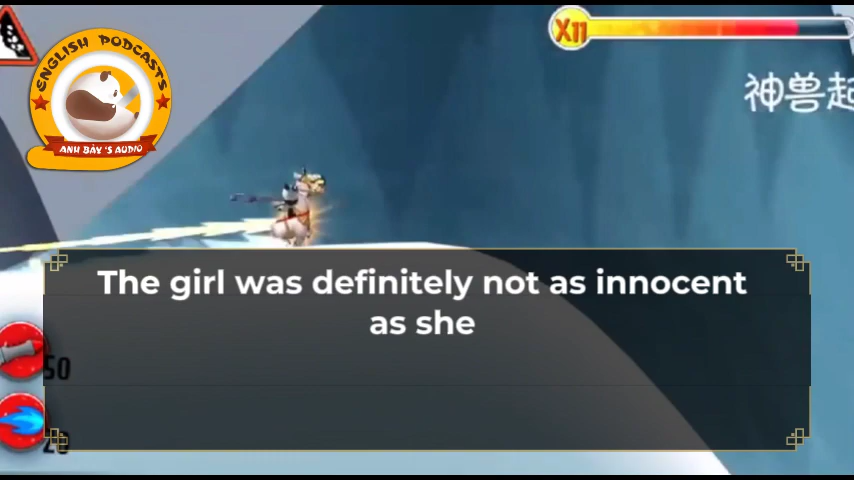 X11
ENGLISH PODCASTS
神兽起
ANH BẢY 'S AUDIO
The girl was definitely not as innocent
as she
50
20